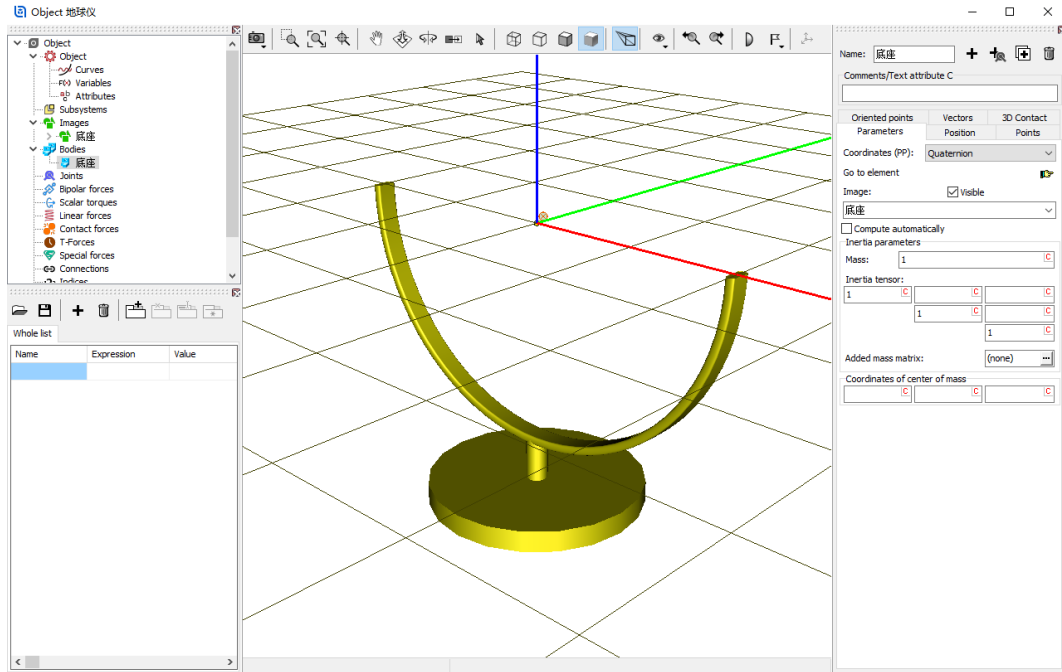 Object 地球仪
Object
Object
Curves
F(x) Variables
a b c Attributes
Subsystems
Images
底座
Bodies
底座
Joints
Bipolar forces
Scalar torques
Linear forces
Contact forces
T-Forces
Special forces
Connections
Indices
Whole list
Name Expression Value
Name: 底座
Comments/Text attribute C
Oriented points Vectors 3D Contact
Parameters Position Points
Coordinates (PP): Quaternion
Go to element
Image: Visible
底座
Compute automatically
Inertia parameters
Mass: 1 C
Inertia tensor:
1 C C C
1 C C
1 C
Added mass matrix: (none) ...
Coordinates of center of mass
C C C